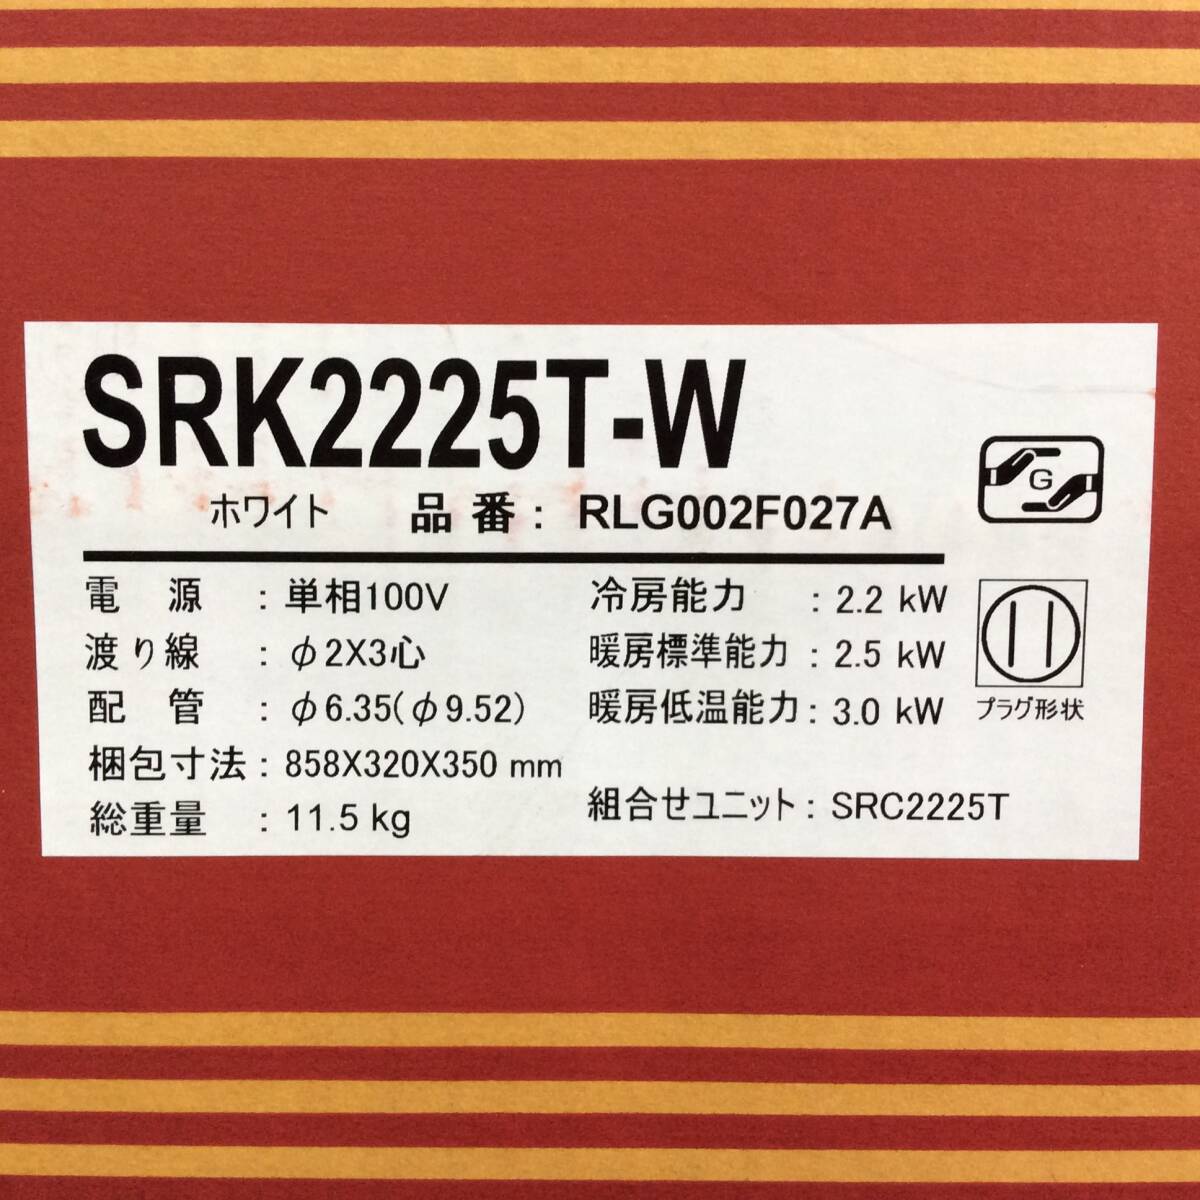 SRK2225T-W
ホワイト 品番: RLG002F027A
G
電源 : 単相100V
渡り線 : φ2X3心
配管 : φ6.35(φ9.52)
梱包寸法 : 858X320X350 mm
総重量 : 11.5 kg
冷房能力 : 2.2 kW
暖房標準能力 : 2.5 kW
暖房低温能力 : 3.0 kW
組合せユニット : SRC2225T
プラグ形状